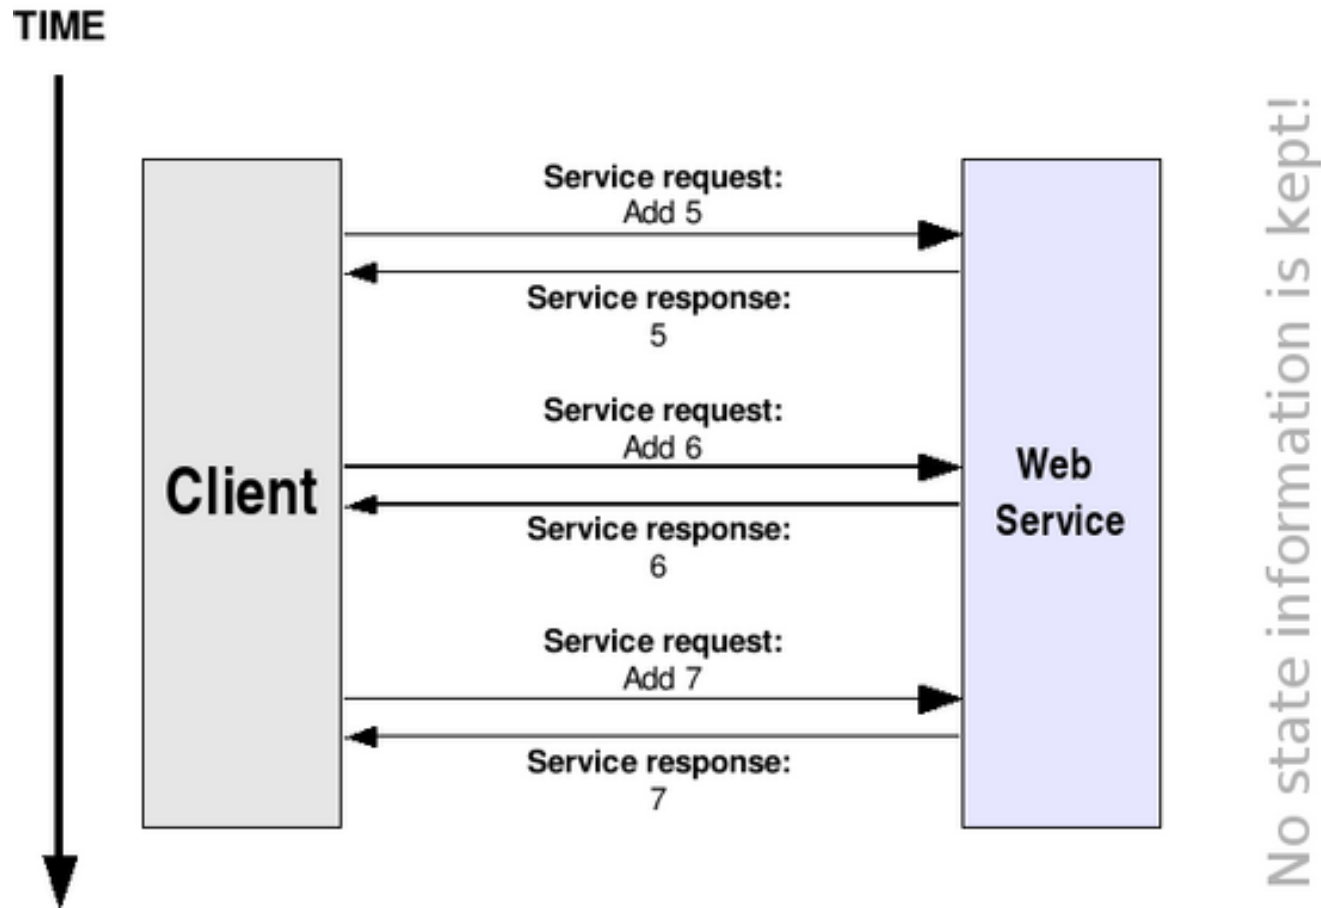 TIME
Service request:
Add 5
Service response:
5
Service request:
Add 6
Client
Web
Service
Service response:
6
Service request:
Add 7
Service response:
7
No state information is kept!